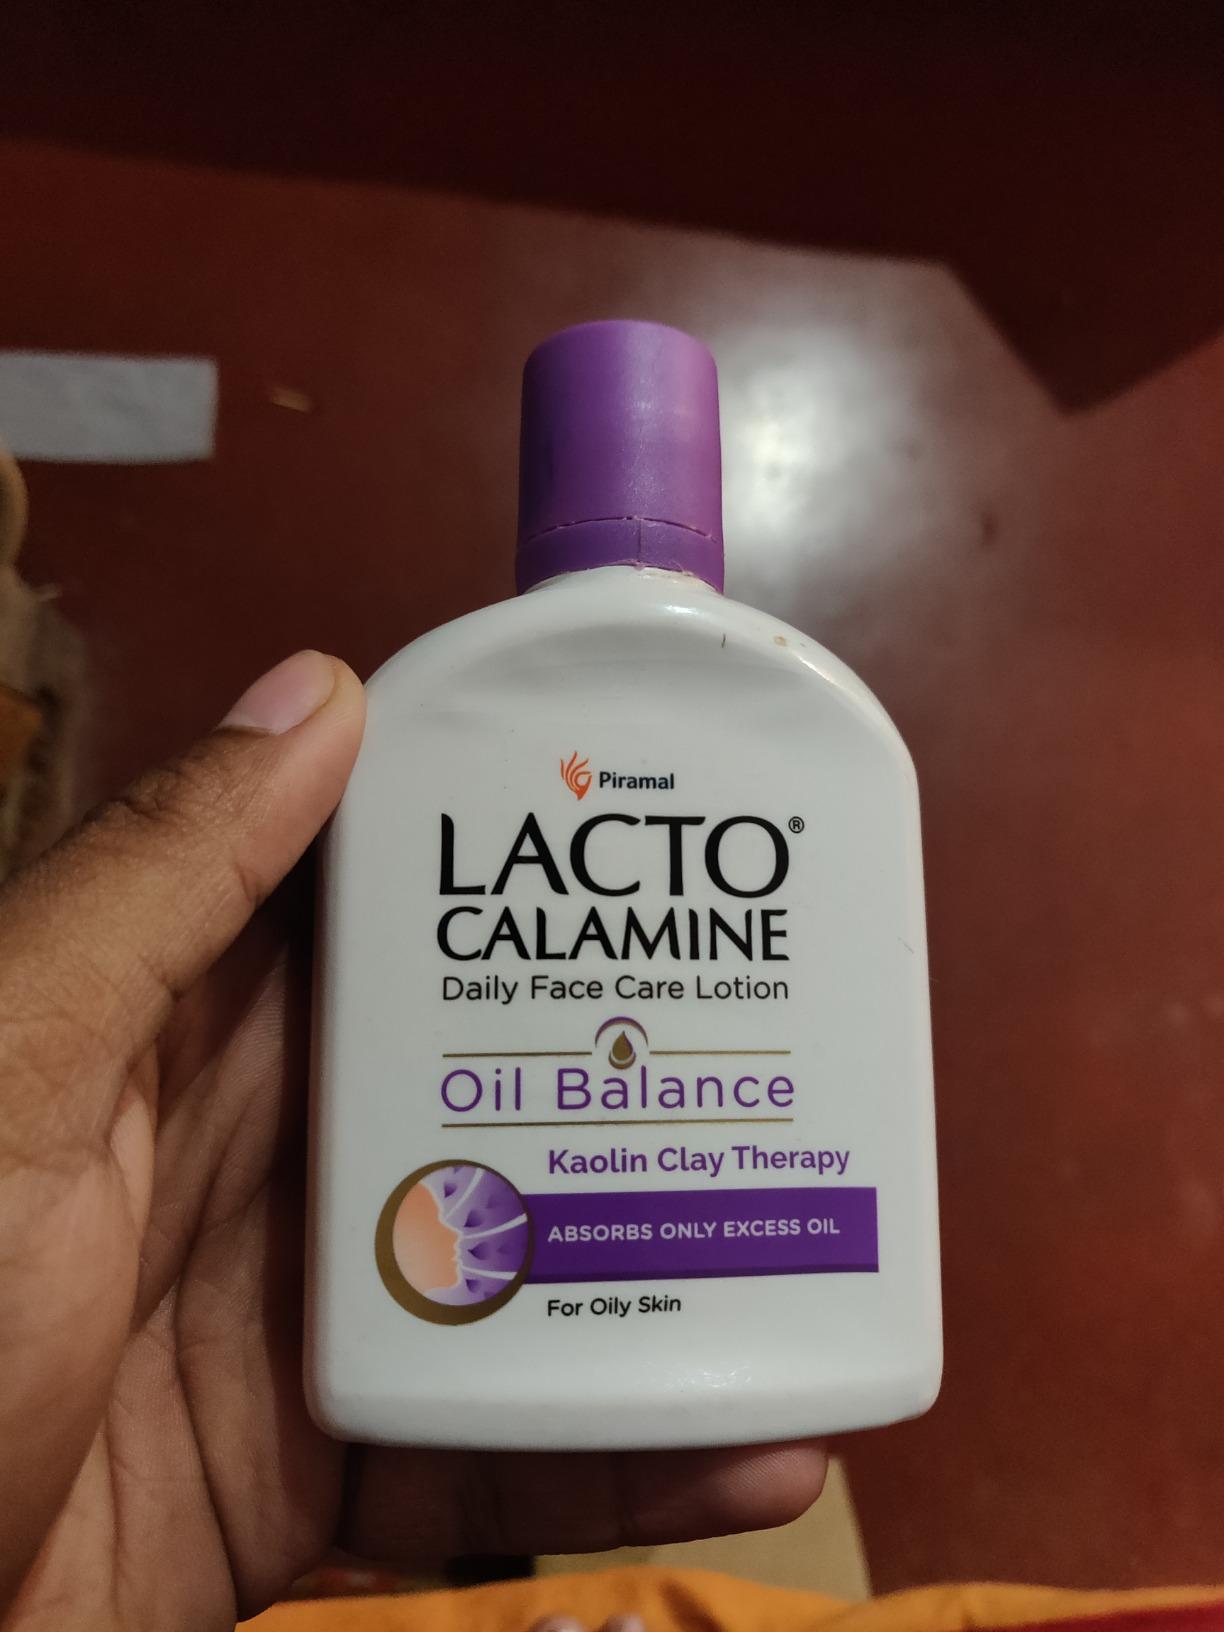 Piramal
LACTO®
CALAMINE
Daily Face Care Lotion
Oil Balance
Kaolin Clay Therapy
ABSORBS ONLY EXCESS OIL
For Oily Skin